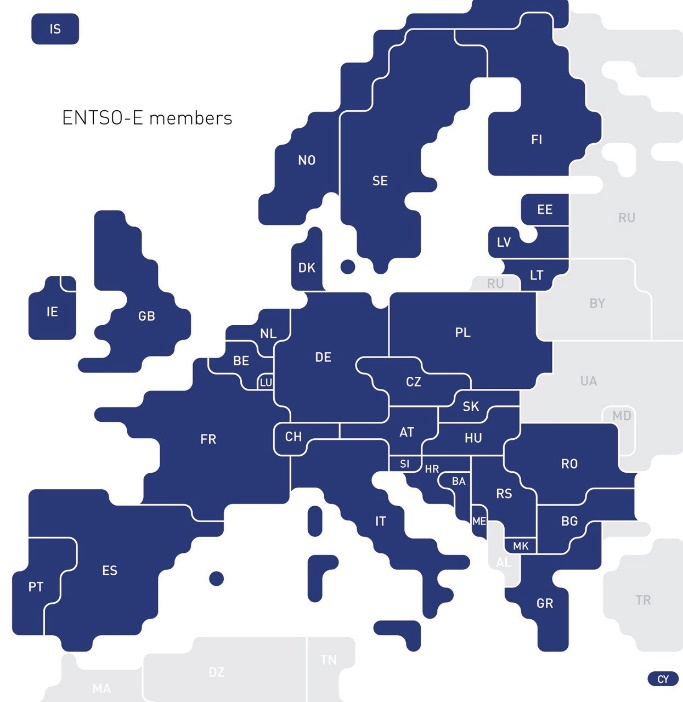 IS
ENTSO-E members
NO
SE
FI
EE
RU
LV
DK
LT
RU
BY
IE
GB
NL
PL
DE
BE
LU
CZ
UA
SK
MD
FR
CH
AT
HU
SI
HR
RO
BA
RS
IT
ME
BG
MK
ES
AL
PT
GR
TR
TN
DZ
MA
CY